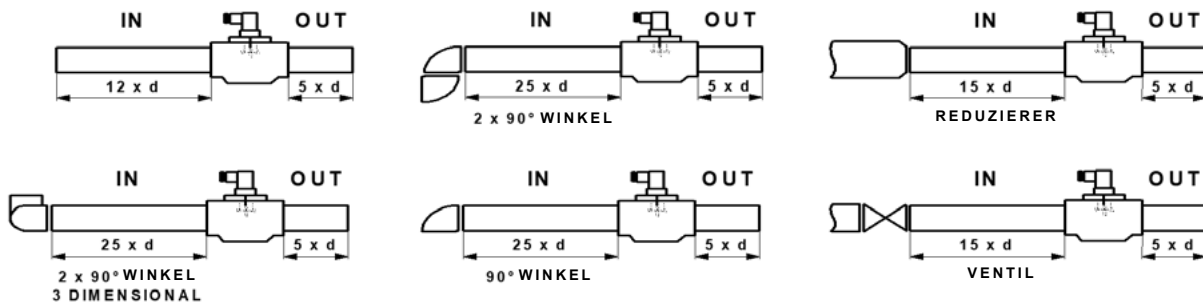 IN OUT
12 x d 5 x d
IN OUT
25 x d 5 x d
2 x 90° WINKEL
IN OUT
15 x d 5 x d
REDUZIERER
IN OUT
25 x d 5 x d
2 x 90° WINKEL
3 DIMENSIONAL
IN OUT
25 x d 5 x d
90° WINKEL
IN OUT
15 x d 5 x d
VENTIL